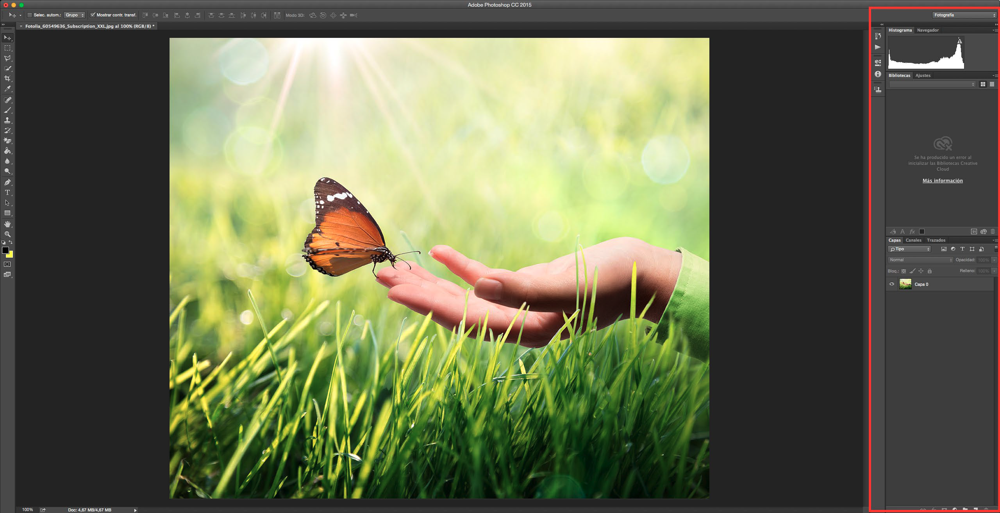 Adobe Photoshop CC 2015
Selec. autom.: Grupo Mostrar contr. transf. Modo 3D: Fotografía
Fotolia_60549636_Subscription_XXL.jpg al 100% (RGB/8) *
Histograma Navegador
Bibliotecas Ajustes
Se ha producido un error al
inicializar las Bibliotecas Creative
Cloud
Más información
A fx St
Capas Canales Trazados
Tipo T
Normal Opacidad: 100%
Bloq.: Relleno: 100%
Capa 0
100% Doc: 4,67 MB/4,67 MB